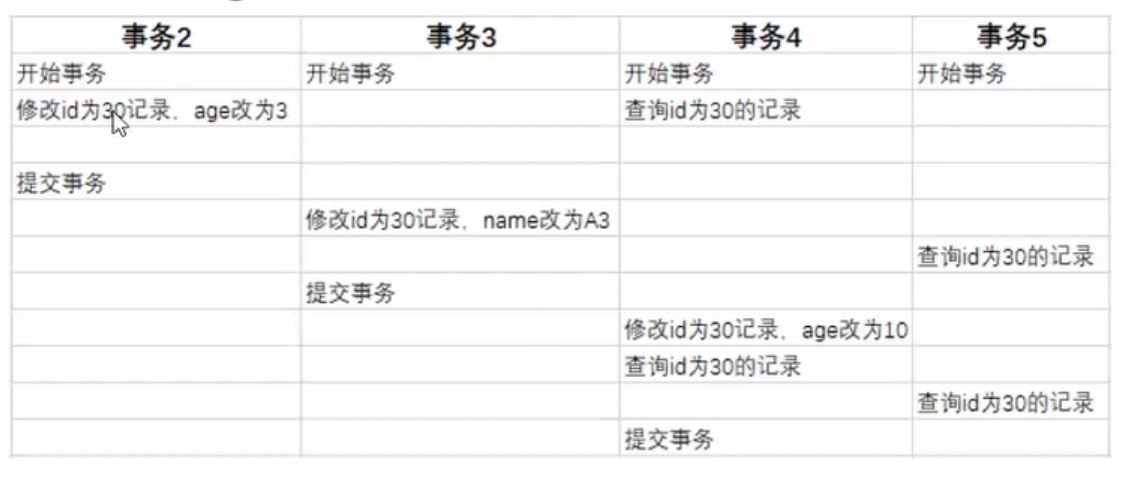 事务2 事务3 事务4 事务5
开始事务 开始事务 开始事务 开始事务
修改id为30记录，age改为3 查询id为30的记录
提交事务
修改id为30记录，name改为A3
查询id为30的记录
提交事务
修改id为30记录，age改为10
查询id为30的记录
查询id为30的记录
提交事务